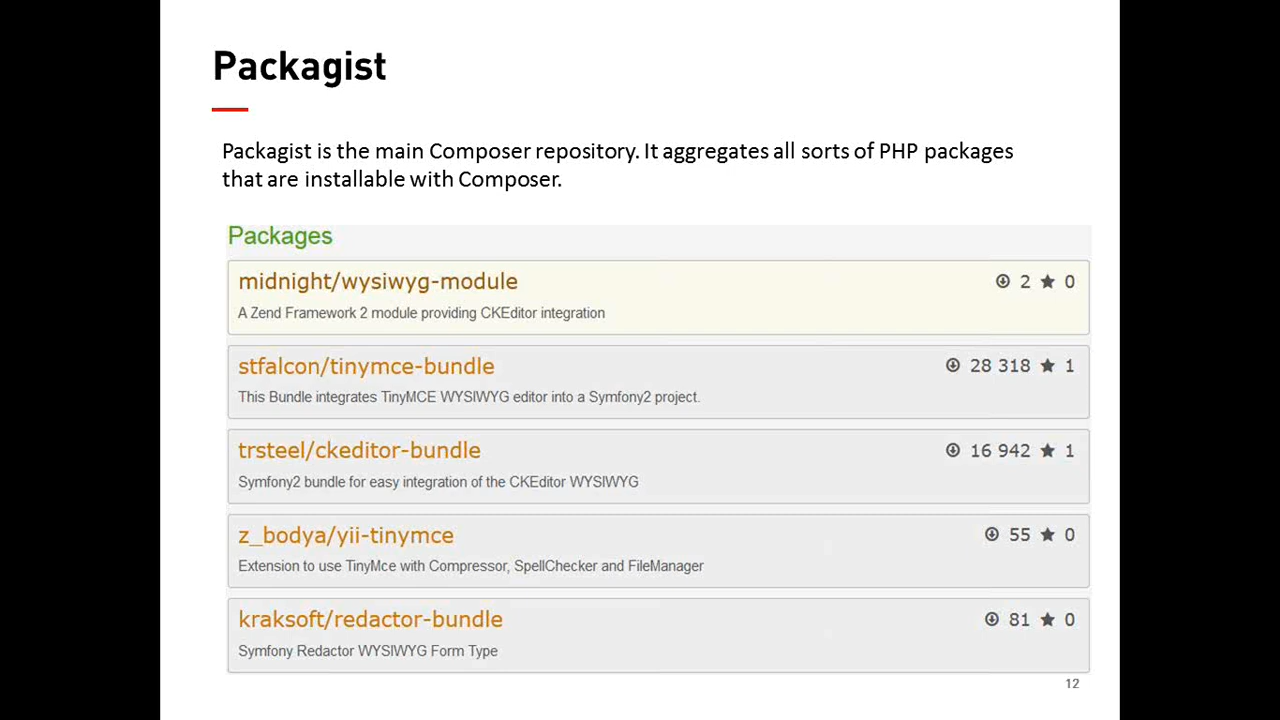 Packagist
Packagist is the main Composer repository. It aggregates all sorts of PHP packages
that are installable with Composer.
Packages
midnight/wysiwyg-module 2 0
A Zend Framework 2 module providing CKEditor integration
stfalcon/tinymce-bundle 28 318 1
This Bundle integrates TinyMCE WYSIWYG editor into a Symfony2 project.
trsteel/ckeditor-bundle 16 942 1
Symfony2 bundle for easy integration of the CKEditor WYSIWYG
z_bodya/yii-tinymce 55 0
Extension to use TinyMce with Compressor, SpellChecker and FileManager
kraksoft/redactor-bundle 81 0
Symfony Redactor WYSIWYG Form Type
12